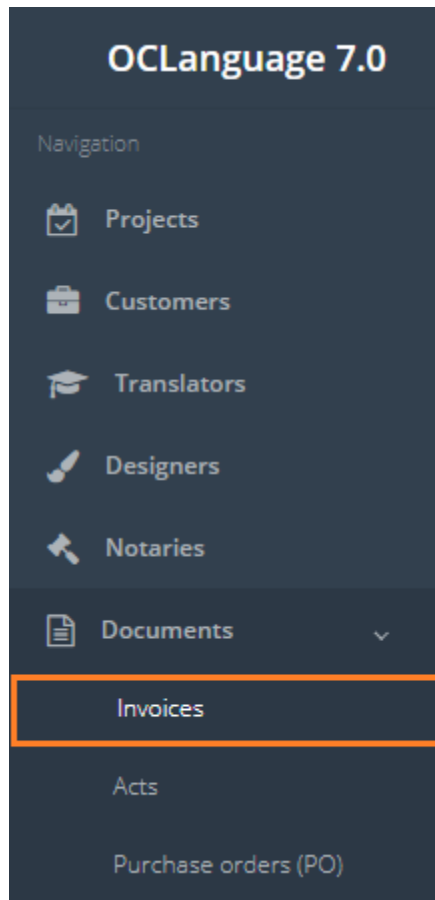 OCLanguage 7.0
Navigation
Projects
Customers
Translators
Designers
Notaries
Documents
Invoices
Acts
Purchase orders (PO)